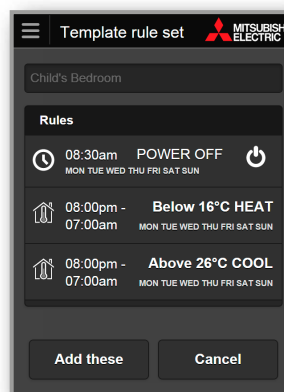 Template rule set
MITSUBISH
ELECTRIC
Child's Bedroom
Rules
08:30am POWER OFF
MON TUE WED THU FRI SAT SUN
08:00pm - Below 16°C HEAT
07:00am MON TUE WED THU FRI SAT SUN
08:00pm - Above 26°C COOL
07:00am MON TUE WED THU FRI SAT SUN
Add these Cancel